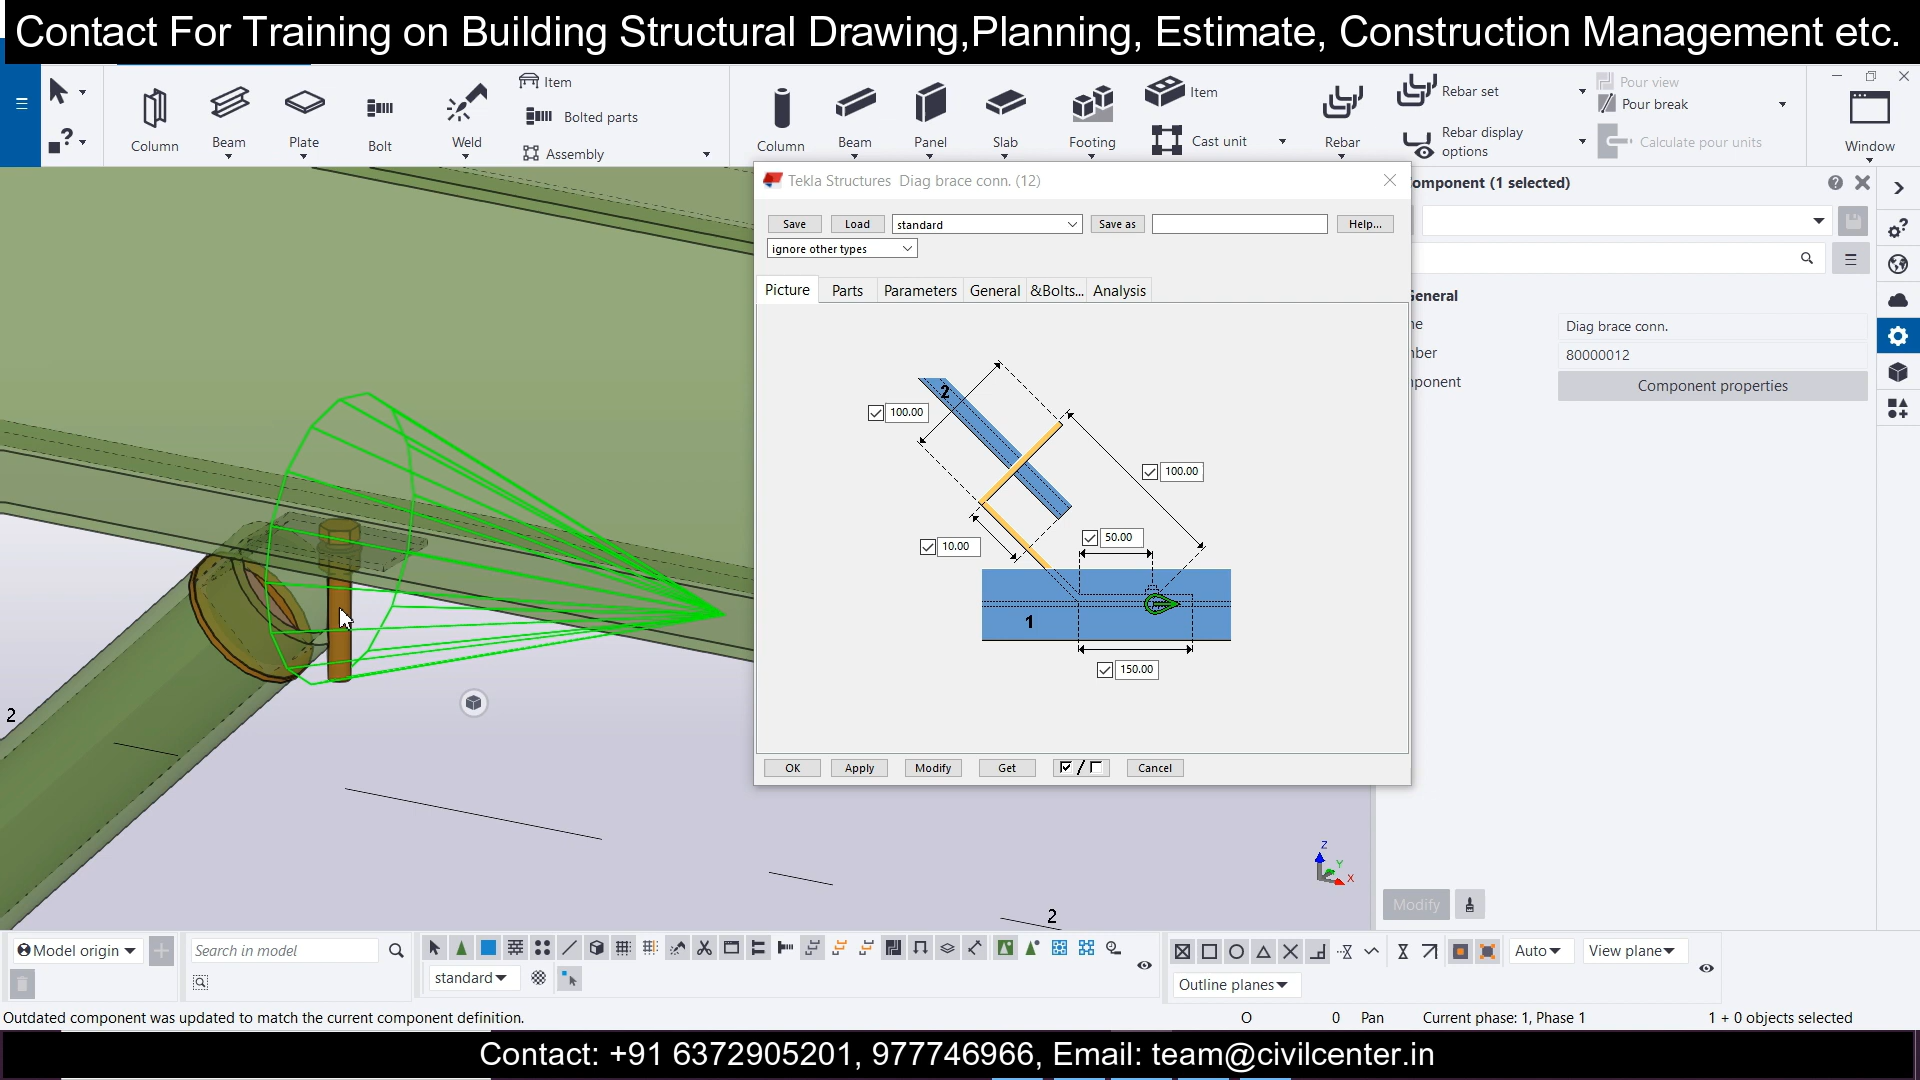 Contact For Training on Building Structural Drawing,Planning, Estimate, Construction Management etc.
Column
Beam
Plate
Bolt
Weld
Item
Bolted parts
Assembly
Column
Beam
Panel
Slab
Footing
Item
Cast unit
Rebar
Rebar set
Rebar display
options
Pour view
Pour break
Calculate pour units
Window
Tekla Structures Diag brace conn. (12)
Save
Load
standard
Save as
Help...
ignore other types
Picture
Parts
Parameters
General
&Bolts...
Analysis
2
100.00
100.00
50.00
10.00
1
150.00
OK
Apply
Modify
Get
/
Cancel
omponent (1 selected)
eneral
ne
Diag brace conn.
nber
80000012
nponent
Component properties
2
2
Z
Y
X
Modify
Model origin
Search in model
standard
Auto
View plane
Outline planes
Outdated component was updated to match the current component definition.
O
0
Pan
Current phase: 1, Phase 1
1 + 0 objects selected
Contact: +91 6372905201, 977746966, Email: team@civilcenter.in